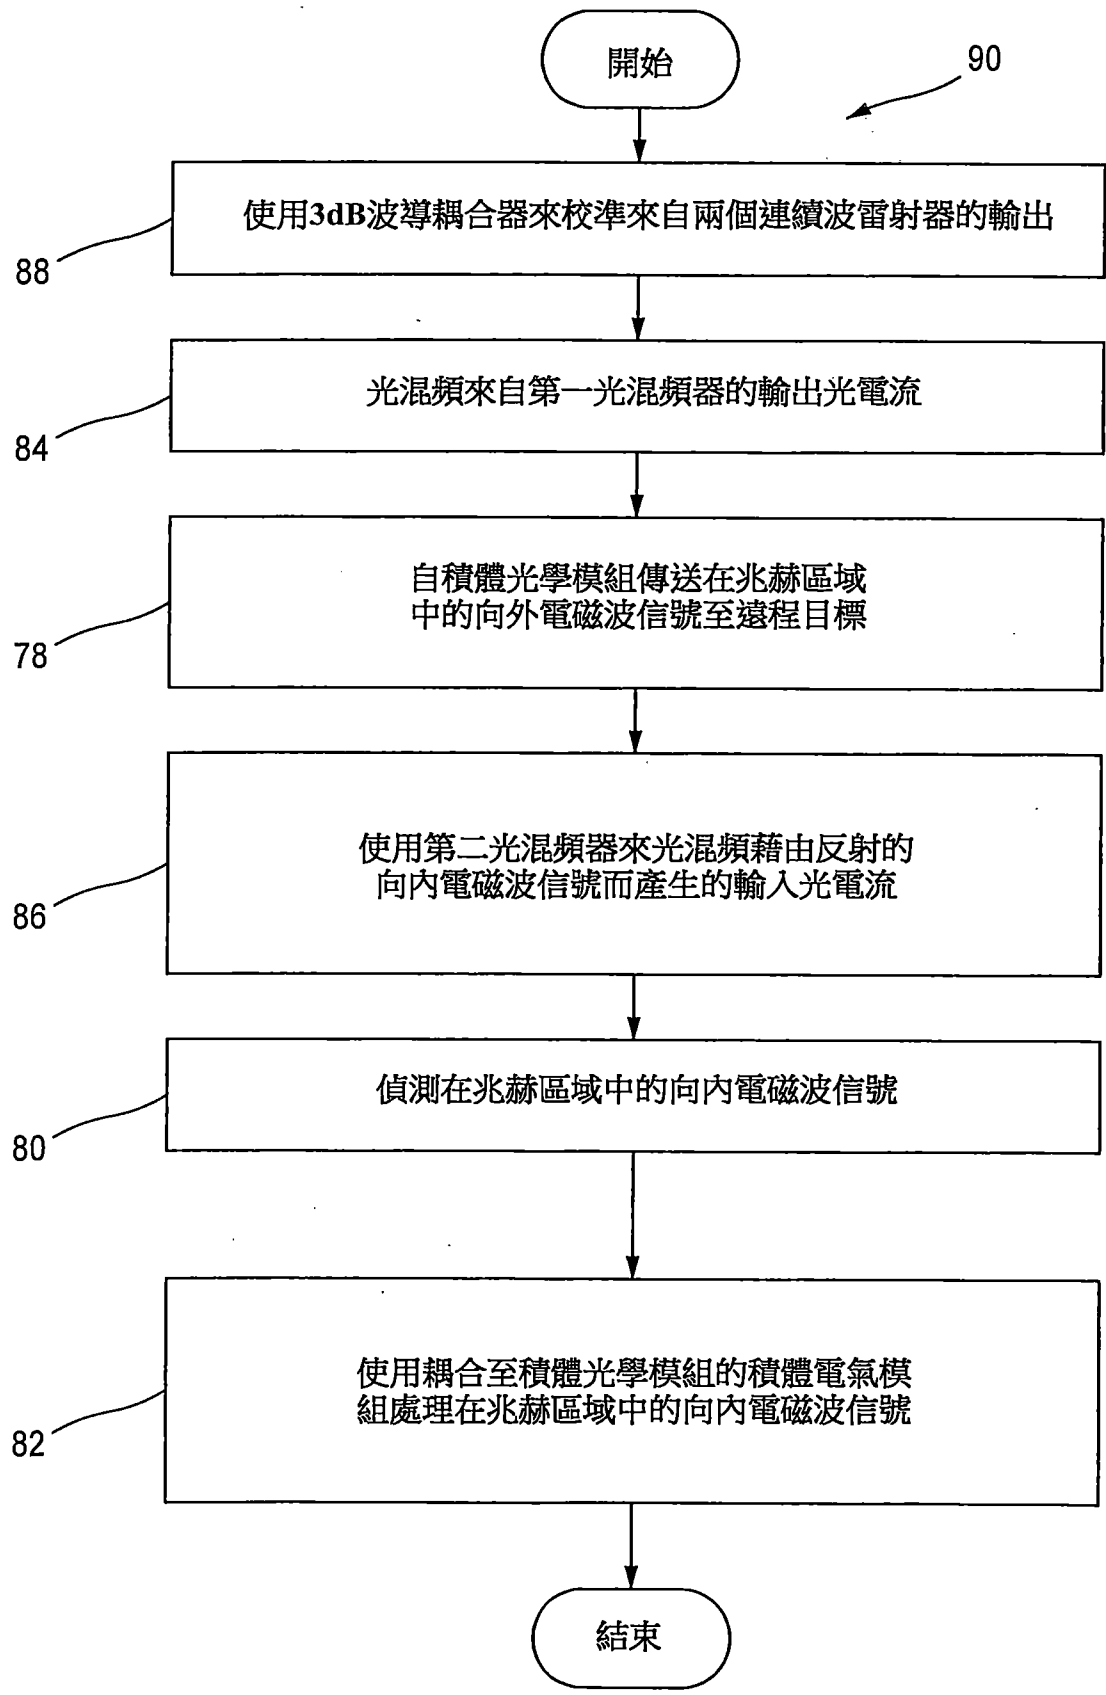 開始
90
使用3dB波導耦合器來校準來自兩個連續波雷射器的輸出
88
光混頻來自第一光混頻器的輸出光電流
84
自積體光學模組傳送在兆赫區域
中的向外電磁波信號至遠程目標
78
使用第二光混頻器來光混頻藉由反射的
向內電磁波信號而產生的輸入光電流
86
偵測在兆赫區域中的向內電磁波信號
80
使用耦合至積體光學模組的積體電氣模
組處理在兆赫區域中的向內電磁波信號
82
結束